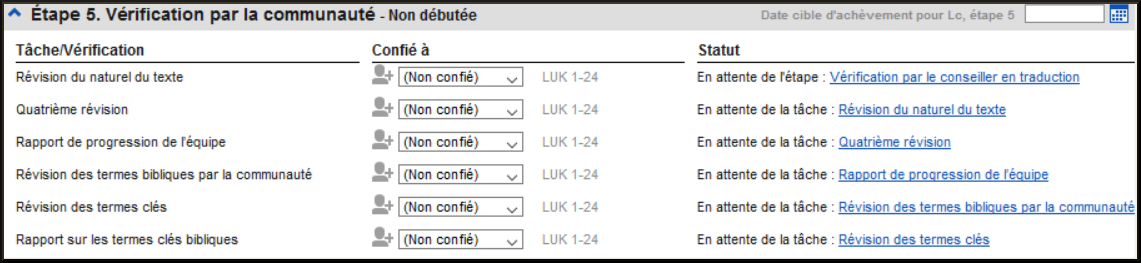 Étape 5. Vérification par la communauté - Non débutée Date cible d'achèvement pour Lc, étape 5
Tâche/Vérification Confié à Statut
Révision du naturel du texte (Non confié) LUK 1-24 En attente de l'étape : Vérification par le conseiller en traduction
Quatrième révision (Non confié) LUK 1-24 En attente de la tâche : Révision du naturel du texte
Rapport de progression de l'équipe (Non confié) LUK 1-24 En attente de la tâche : Quatrième révision
Révision des termes bibliques par la communauté (Non confié) LUK 1-24 En attente de la tâche : Rapport de progression de l'équipe
Révision des termes clés (Non confié) LUK 1-24 En attente de la tâche : Révision des termes bibliques par la communauté
Rapport sur les termes clés bibliques (Non confié) LUK 1-24 En attente de la tâche : Révision des termes clés